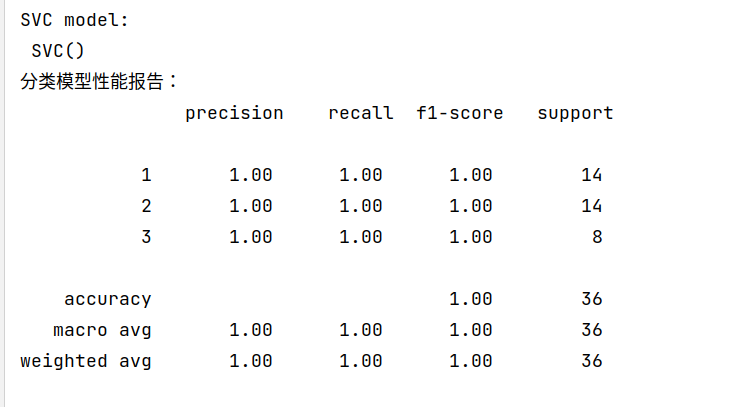 SVC model:
SVC()
分类模型性能报告：
precision recall f1-score support
1 1.00 1.00 1.00 14
2 1.00 1.00 1.00 14
3 1.00 1.00 1.00 8
accuracy 1.00 36
macro avg 1.00 1.00 1.00 36
weighted avg 1.00 1.00 1.00 36